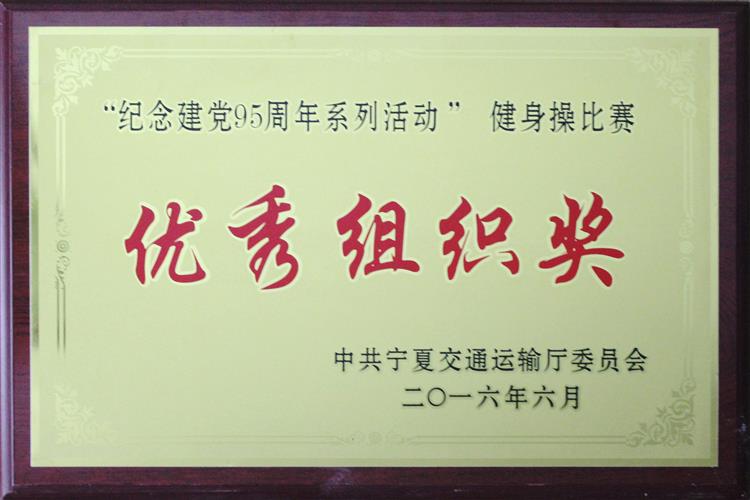 “纪念建党95周年系列活动” 健身操比赛
优秀组织奖
中共宁夏交通运输厅委员会
二〇一六年六月